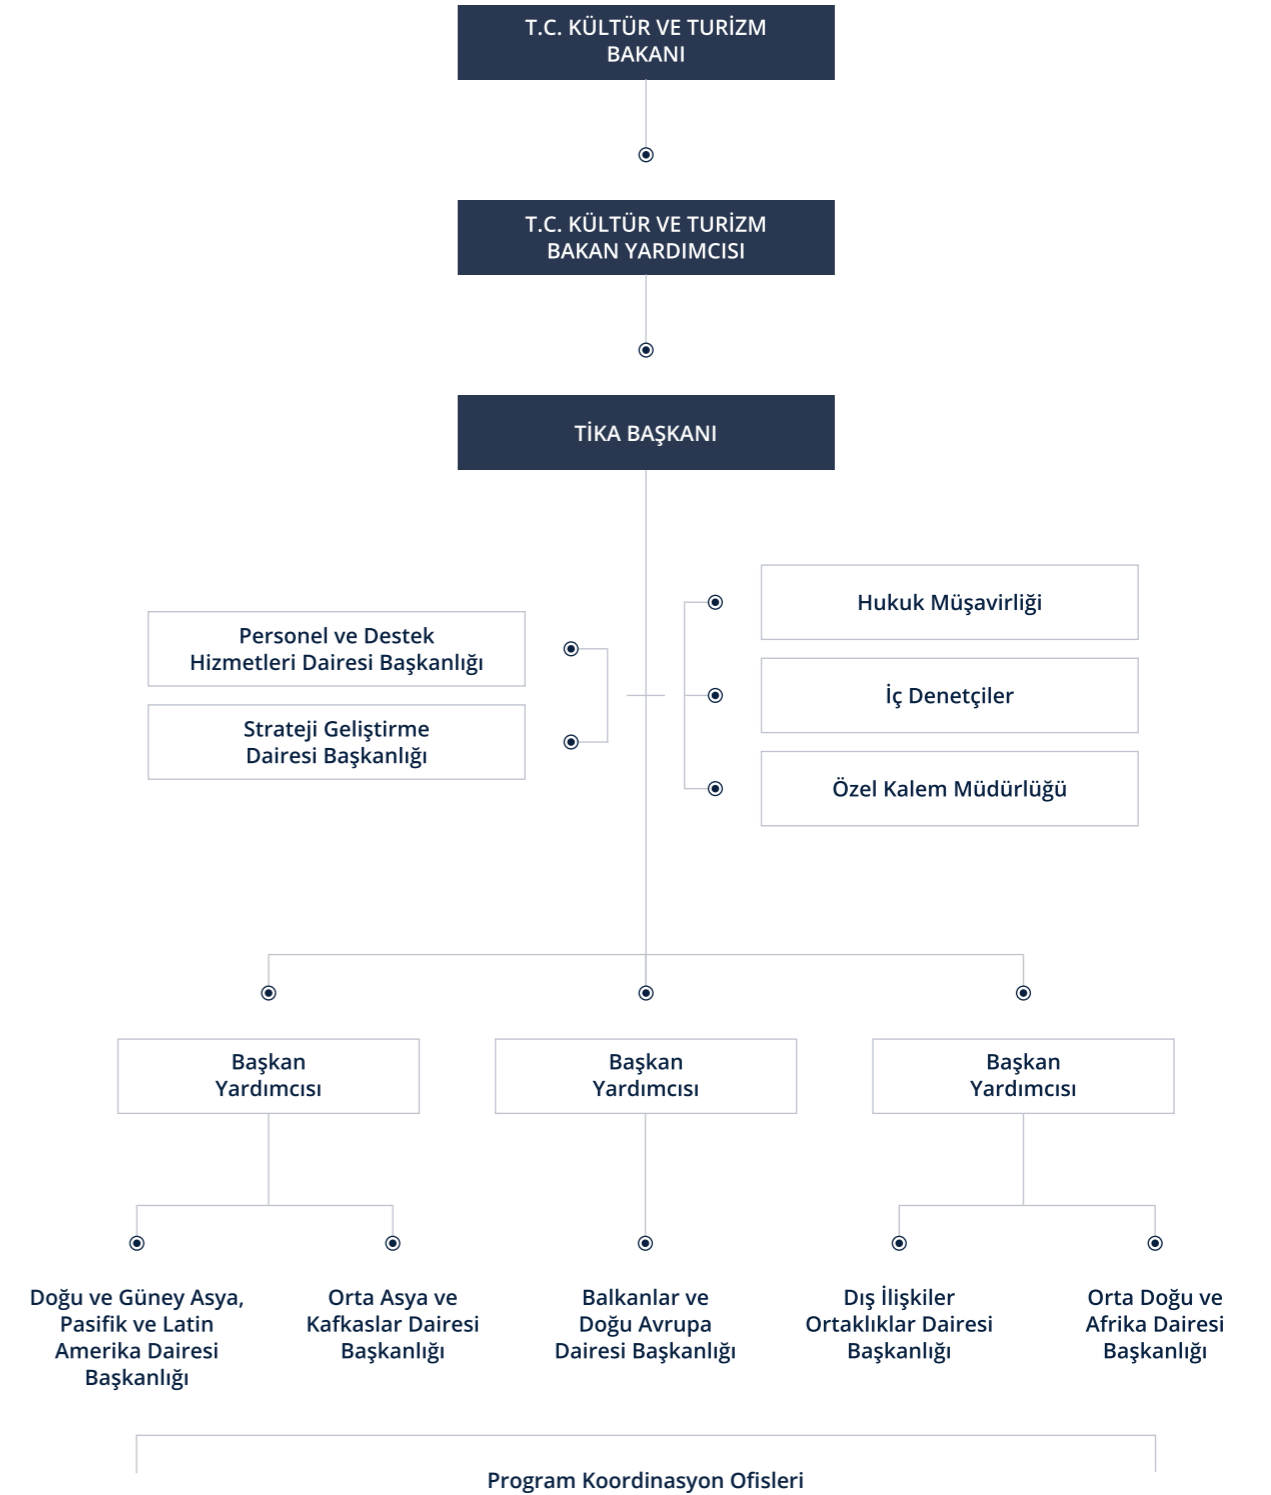 T.C. KÜLTÜR VE TURİZM
BAKANI
T.C. KÜLTÜR VE TURİZM
BAKAN YARDIMCISI
TİKA BAŞKANI
Personel ve Destek
Hizmetleri Dairesi Başkanlığı
Strateji Geliştirme
Dairesi Başkanlığı
Hukuk Müşavirliği
İç Denetçiler
Özel Kalem Müdürlüğü
Başkan
Yardımcısı
Başkan
Yardımcısı
Başkan
Yardımcısı
Doğu ve Güney Asya,
Pasifik ve Latin
Amerika Dairesi
Başkanlığı
Orta Asya ve
Kafkaslar Dairesi
Başkanlığı
Balkanlar ve
Doğu Avrupa
Dairesi Başkanlığı
Dış İlişkiler
Ortaklıklar Dairesi
Başkanlığı
Orta Doğu ve
Afrika Dairesi
Başkanlığı
Program Koordinasyon Ofisleri